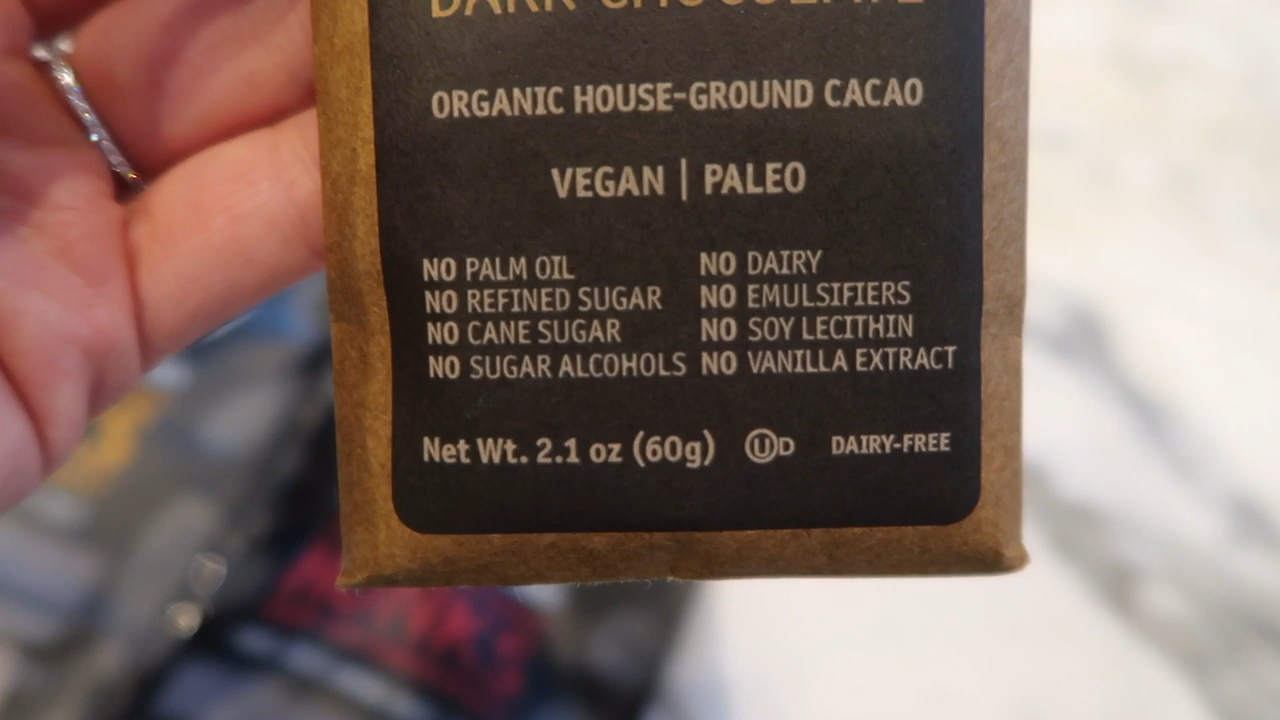 DARK CHOCOLATE
ORGANIC HOUSE-GROUND CACAO
VEGAN | PALEO
NO PALM OIL NO DAIRY
NO REFINED SUGAR NO EMULSIFIERS
NO CANE SUGAR NO SOY LECITHIN
NO SUGAR ALCOHOLS NO VANILLA EXTRACT
Net Wt. 2.1 oz (60g) UD DAIRY-FREE